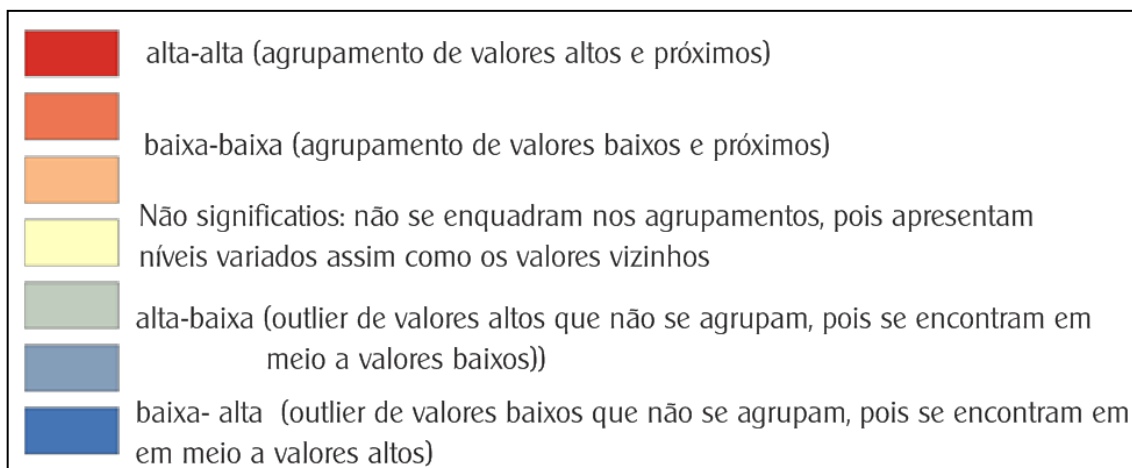 alta-alta (agrupamento de valores altos e próximos)
baixa-baixa (agrupamento de valores baixos e próximos)
Não significatios: não se enquadram nos agrupamentos, pois apresentam
níveis variados assim como os valores vizinhos
alta-baixa (outlier de valores altos que não se agrupam, pois se encontram em
meio a valores baixos))
baixa- alta (outlier de valores baixos que não se agrupam, pois se encontram em
em meio a valores altos)